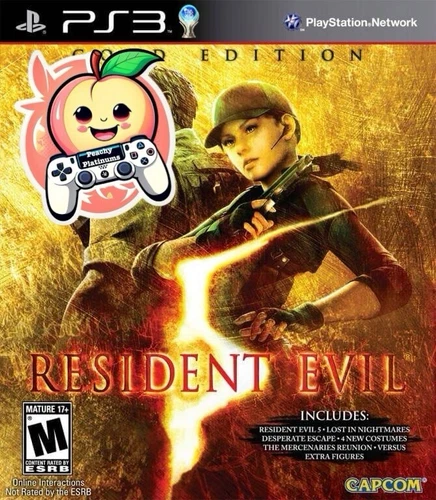 PS3
PlayStation®Network
GOLD EDITION
Peachy
Platinums
5
RESIDENT EVIL
MATURE 17+
M
CONTENT RATED BY
ESRB
INCLUDES:
RESIDENT EVIL 5 • LOST IN NIGHTMARES
DESPERATE ESCAPE • 4 NEW COSTUMES
THE MERCENARIES REUNION • VERSUS
EXTRA FIGURES
Online Interactions
Not Rated by the ESRB
CAPCOM